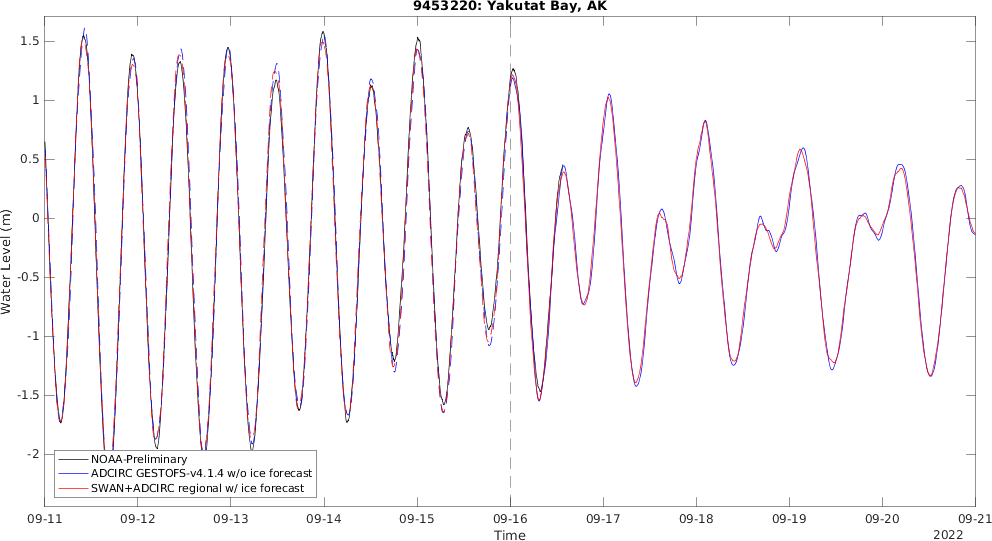 9453220: Yakutat Bay, AK
Water Level (m)
1.5
1
0.5
0
-0.5
-1
-1.5
-2
NOAA-Preliminary
ADCIRC GESTOFS-v4.1.4 w/o ice forecast
SWAN+ADCIRC regional w/ ice forecast
09-11 09-12 09-13 09-14 09-15 09-16 09-17 09-18 09-19 09-20 09-21
Time
2022